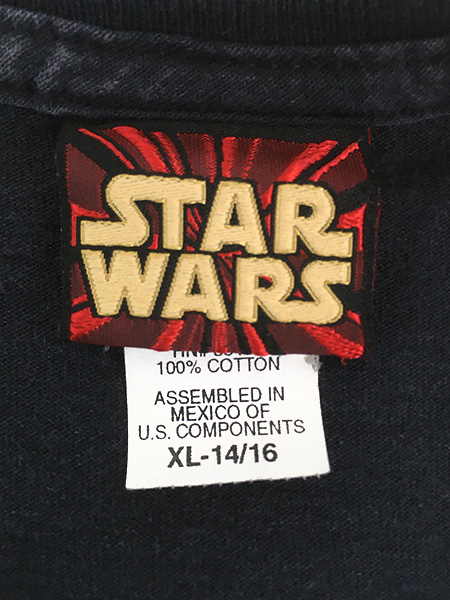 STAR
WARS
100% COTTON
ASSEMBLED IN
MEXICO OF
U.S. COMPONENTS
XL-14/16